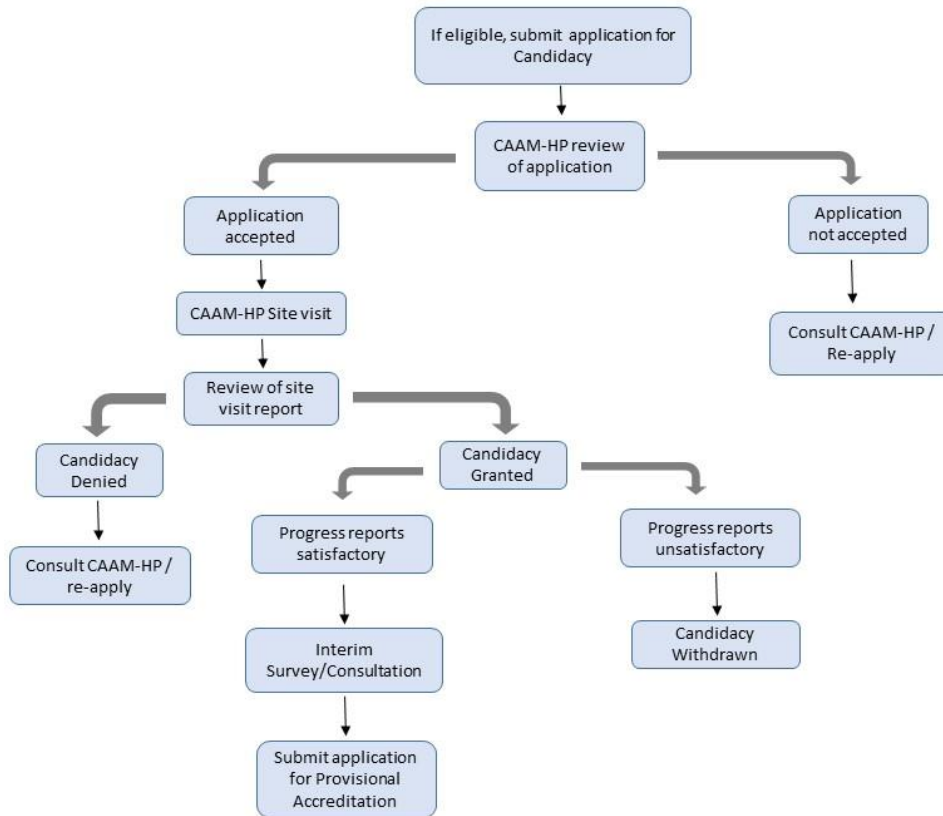 If eligible, submit application for
Candidacy
CAAM-HP review
of application
Application
accepted
Application
not accepted
CAAM-HP Site visit
Consult CAAM-HP /
Re-apply
Review of site
visit report
Candidacy
Denied
Candidacy
Granted
Consult CAAM-HP /
re-apply
Progress reports
satisfactory
Progress reports
unsatisfactory
Interim
Survey/Consultation
Candidacy
Withdrawn
Submit application
for Provisional
Accreditation